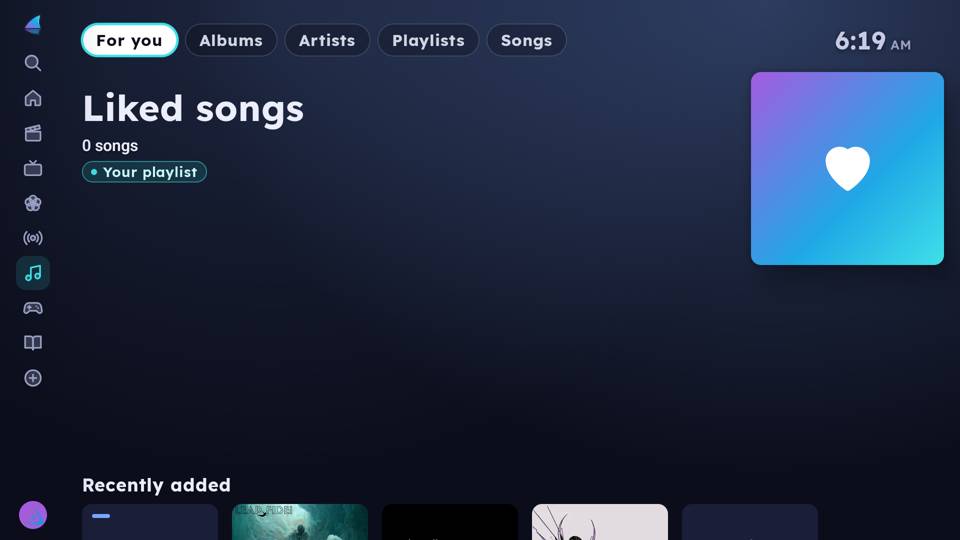 For you
Albums
Artists
Playlists
Songs
6:19 AM
Liked songs
0 songs
Your playlist
Recently added